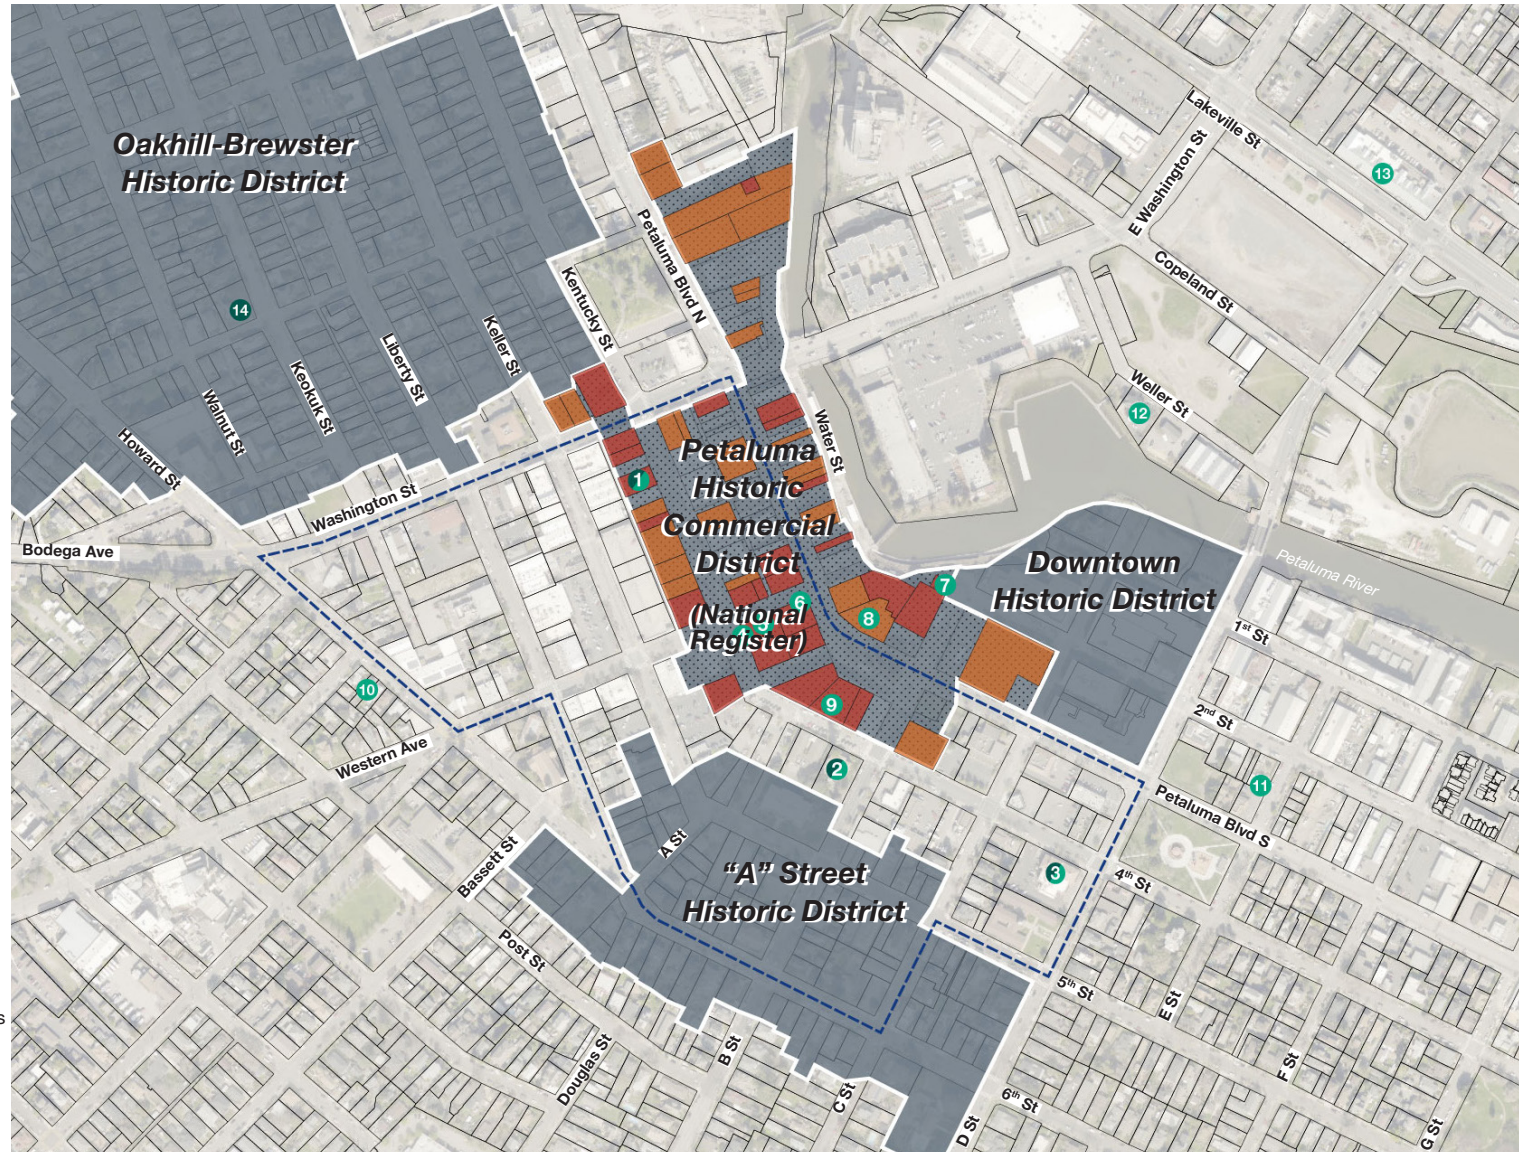 Oakhill-Brewster
Historic District
Lakeville St
13
E Washington St
Petaluma Blvd N
Copeland St
Kentucky St
14
Keller St
Liberty St
Keokuk St
Walnut St
Howard St
Weller St
12
Water St
Petaluma
Historic
Commercial
District
(National
Register)
1
Washington St
Bodega Ave
Downtown
Historic District
Petaluma River
7
6
5
4
8
1st St
9
10
2nd St
Western Ave
2
11
Petaluma Blvd S
A St
Bassett St
"A" Street
Historic District
3
4th St
Post St
5th St
E St
s
B St
Douglas St
F St
C St
6th St
D St
G St